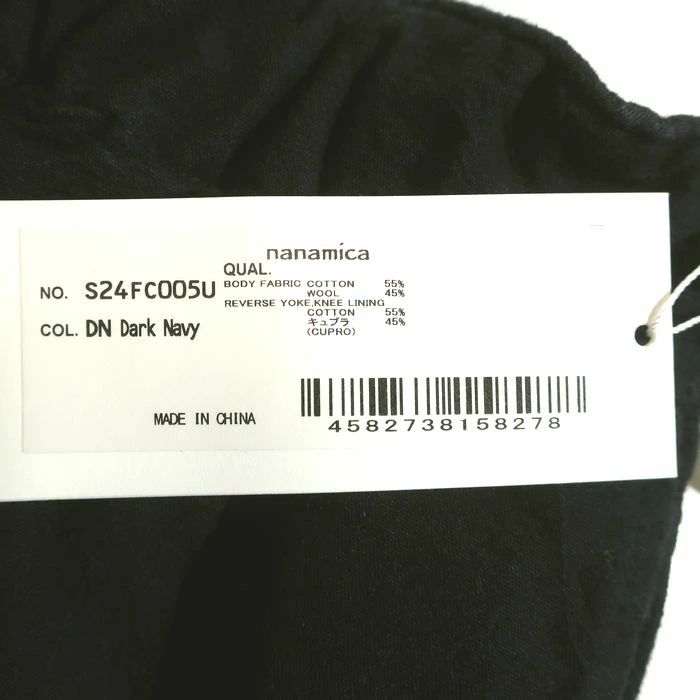 nanamica
QUAL.
NO. S24FC005U
BODY FABRIC COTTON 55%
WOOL 45%
REVERSE YOKE,KNEE LINING
COTTON 55%
キュプラ 45%
(CUPRO)
COL. DN Dark Navy
MADE IN CHINA
4582738158278